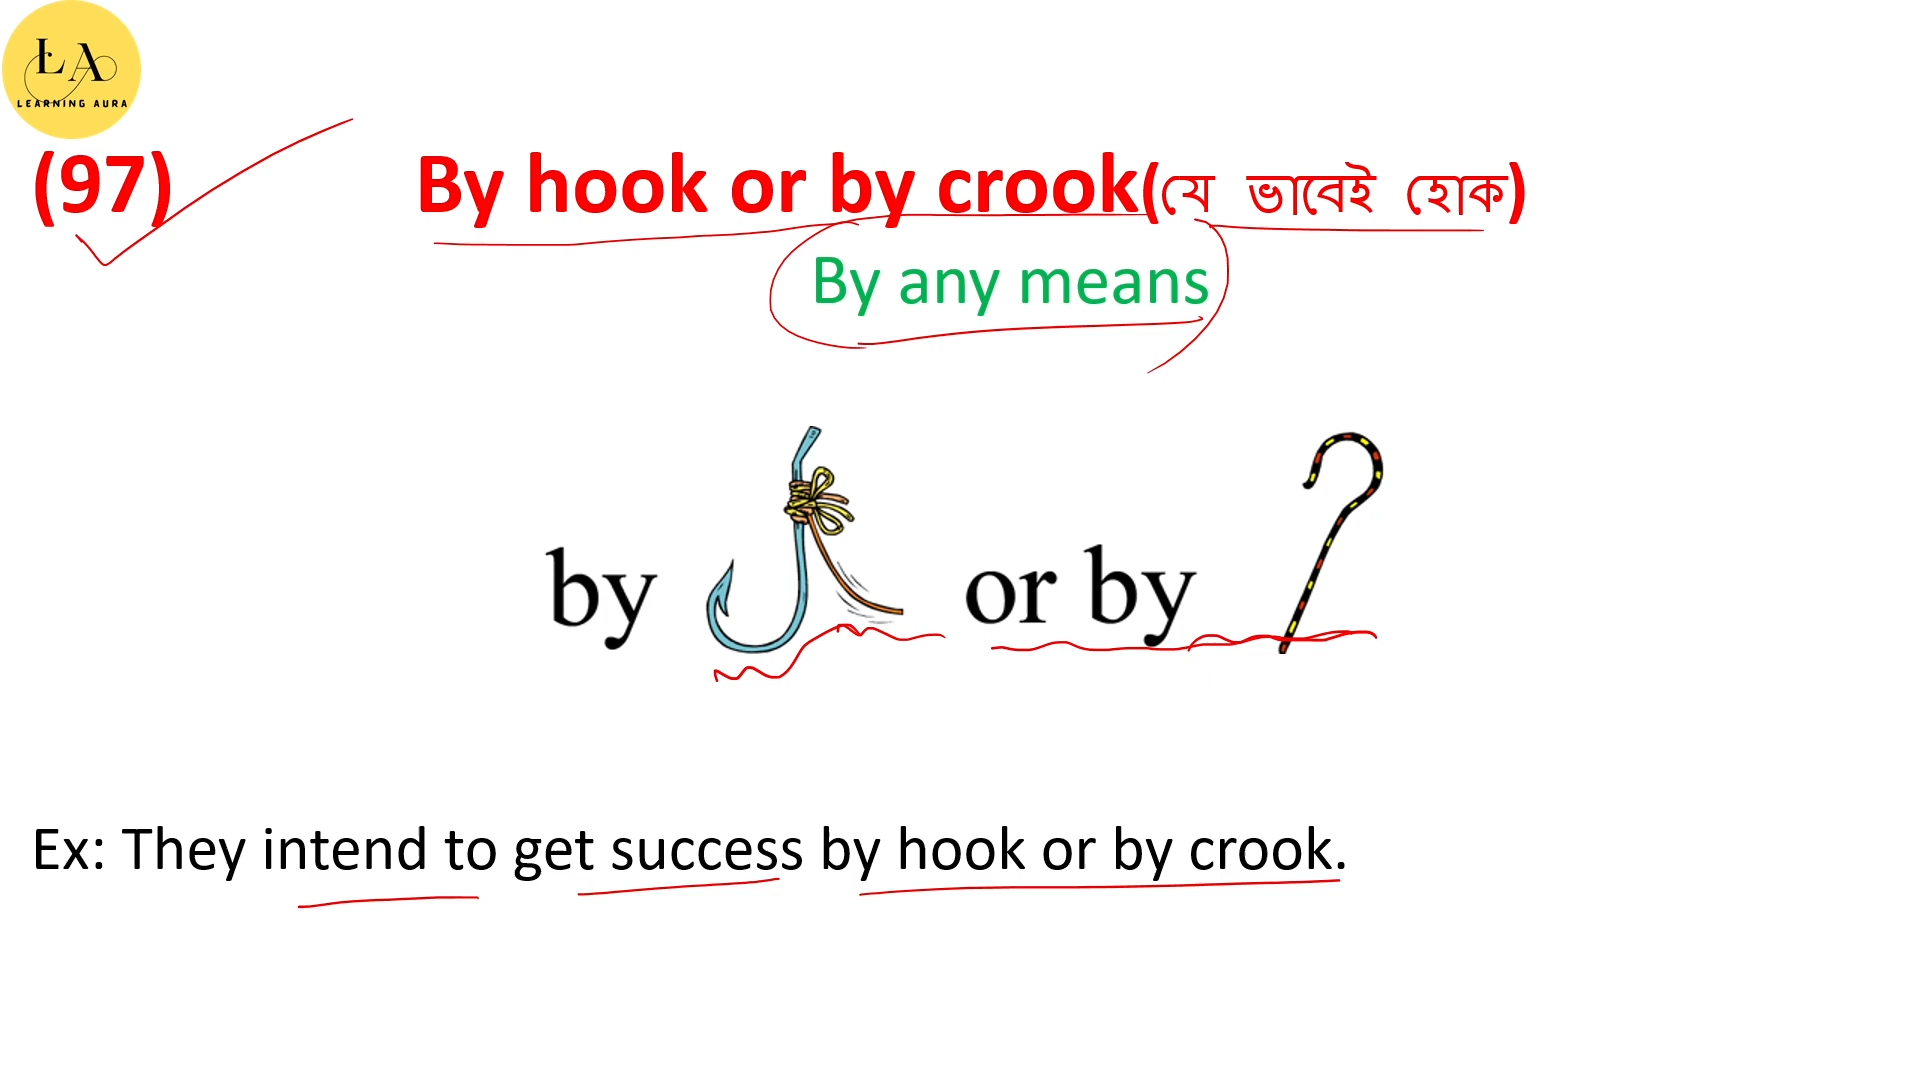 LA
LEARNING AURA
(97) By hook or by crook(যে ভাবেই হোক)
By any means
by or by
Ex: They intend to get success by hook or by crook.